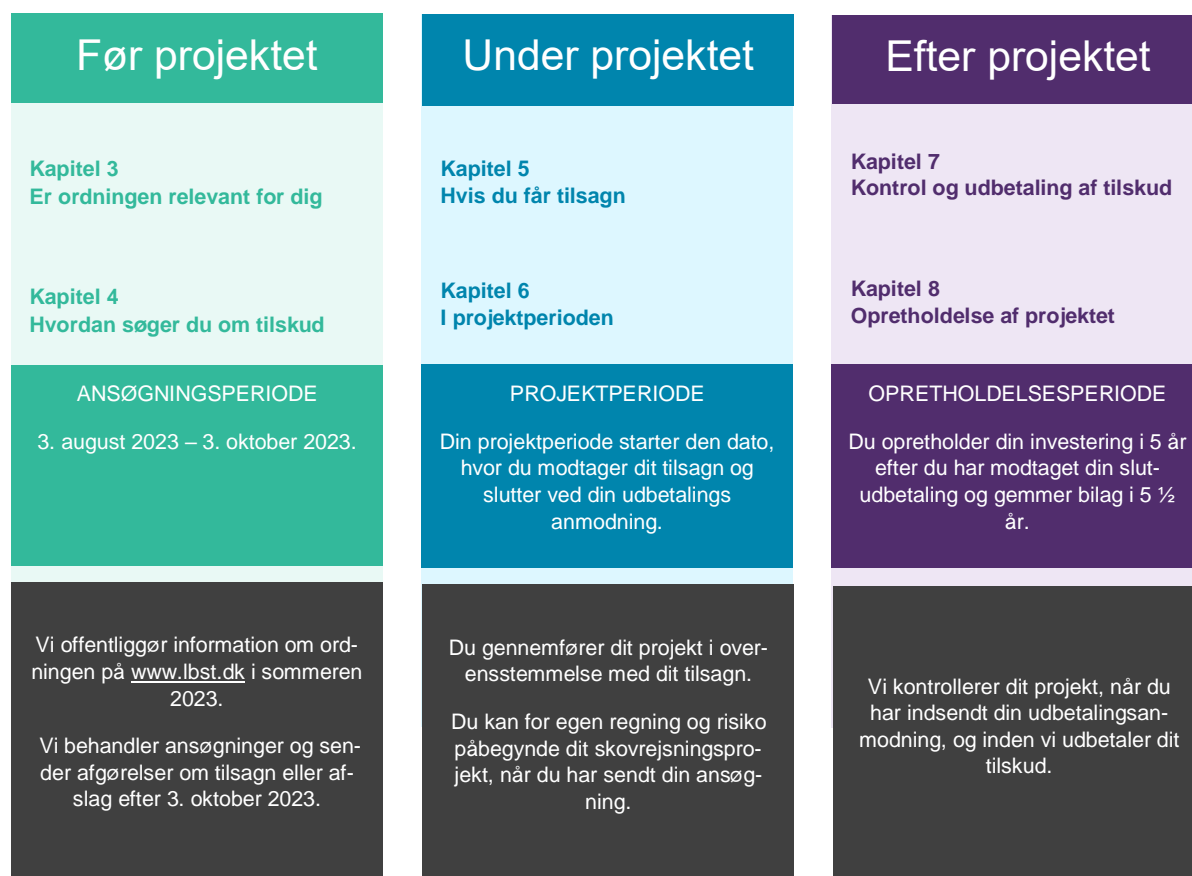 Før projektet
Kapitel 3
Er ordningen relevant for dig
Kapitel 4
Hvordan søger du om tilskud
ANSØGNINGSPERIODE
3. august 2023 – 3. oktober 2023.
Vi offentliggør information om ord-
ningen på www.lbst.dk i sommeren
2023.
Vi behandler ansøgninger og sen-
der afgørelser om tilsagn eller af-
slag efter 3. oktober 2023.
Under projektet
Kapitel 5
Hvis du får tilsagn
Kapitel 6
I projektperioden
PROJEKTPERIODE
Din projektperiode starter den dato,
hvor du modtager dit tilsagn og
slutter ved din udbetalings
anmodning.
Du gennemfører dit projekt i over-
ensstemmelse med dit tilsagn.
Du kan for egen regning og risiko
påbegynde dit skovrejsningspro-
jekt, når du har sendt din ansøg-
ning.
Efter projektet
Kapitel 7
Kontrol og udbetaling af tilskud
Kapitel 8
Opretholdelse af projektet
OPRETHOLDELSESPERIODE
Du opretholder din investering i 5 år
efter du har modtaget din slut-
udbetaling og gemmer bilag i 5 ½
år.
Vi kontrollerer dit projekt, når du
har indsendt din udbetalingsan-
modning, og inden vi udbetaler dit
tilskud.